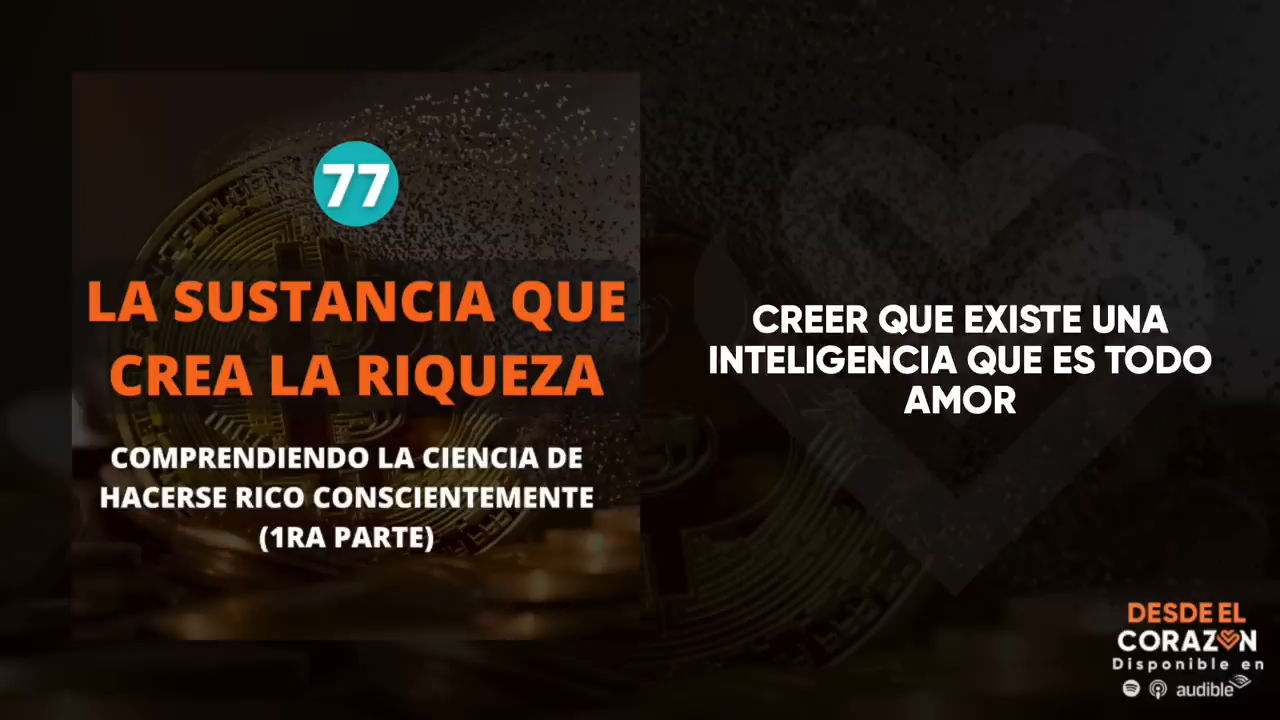 77
LA SUSTANCIA QUE
CREA LA RIQUEZA
COMPRENDIENDO LA CIENCIA DE
HACERSE RICO CONSCIENTEMENTE
(1RA PARTE)
CREER QUE EXISTE UNA
INTELIGENCIA QUE ES TODO
AMOR
DESDE EL
CORAZON
Disponible en
audible